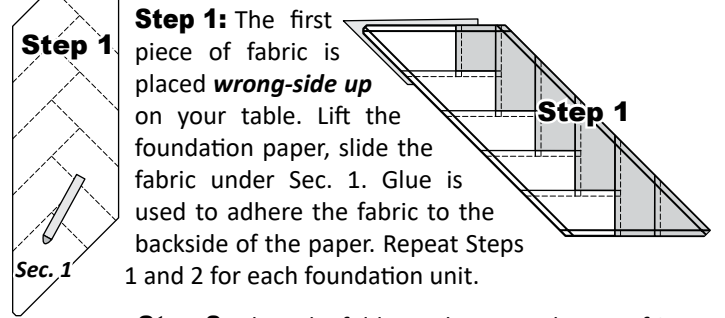 Step 1
Step 1: The first
piece of fabric is
placed wrong-side up
on your table. Lift the
Step 1
foundation paper, slide the
fabric under Sec. 1. Glue is
used to adhere the fabric to the
backside of the paper. Repeat Steps
Sec. 1
1 and 2 for each foundation unit.